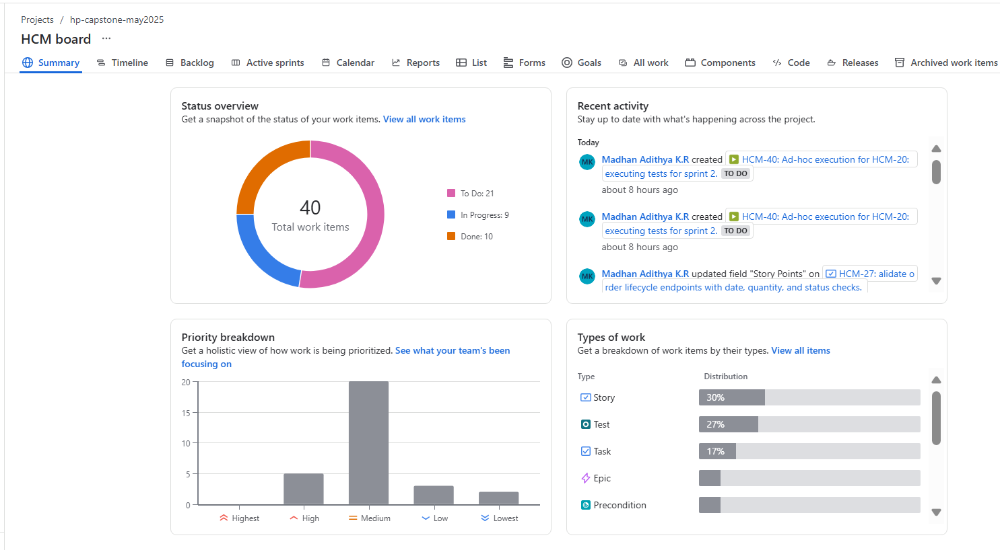 Projects / hp-capstone-may2025
HCM board ...
Summary Timeline Backlog Active sprints Calendar Reports List Forms Goals All work Components Code Releases Archived work items
Status overview
Get a snapshot of the status of your work items. View all work items
40
Total work items
To Do: 21
In Progress: 9
Done: 10
Recent activity
Stay up to date with what's happening across the project.
Today
MK Madhan Adithya K.R created HCM-40: Ad-hoc execution for HCM-20:
executing tests for sprint 2. TO DO
about 8 hours ago
MK Madhan Adithya K.R created HCM-40: Ad-hoc execution for HCM-20:
executing tests for sprint 2. TO DO
about 8 hours ago
MK Madhan Adithya K.R updated field "Story Points" on HCM-27: alidate o
rder lifecycle endpoints with date, quantity, and status checks.
Priority breakdown
Get a holistic view of how work is being prioritized. See what your team's been
focusing on
20
15
10
5
0
Highest High Medium Low Lowest
Types of work
Get a breakdown of work items by their types. View all items
Type Distribution
Story 30%
Test 27%
Task 17%
Epic
Precondition